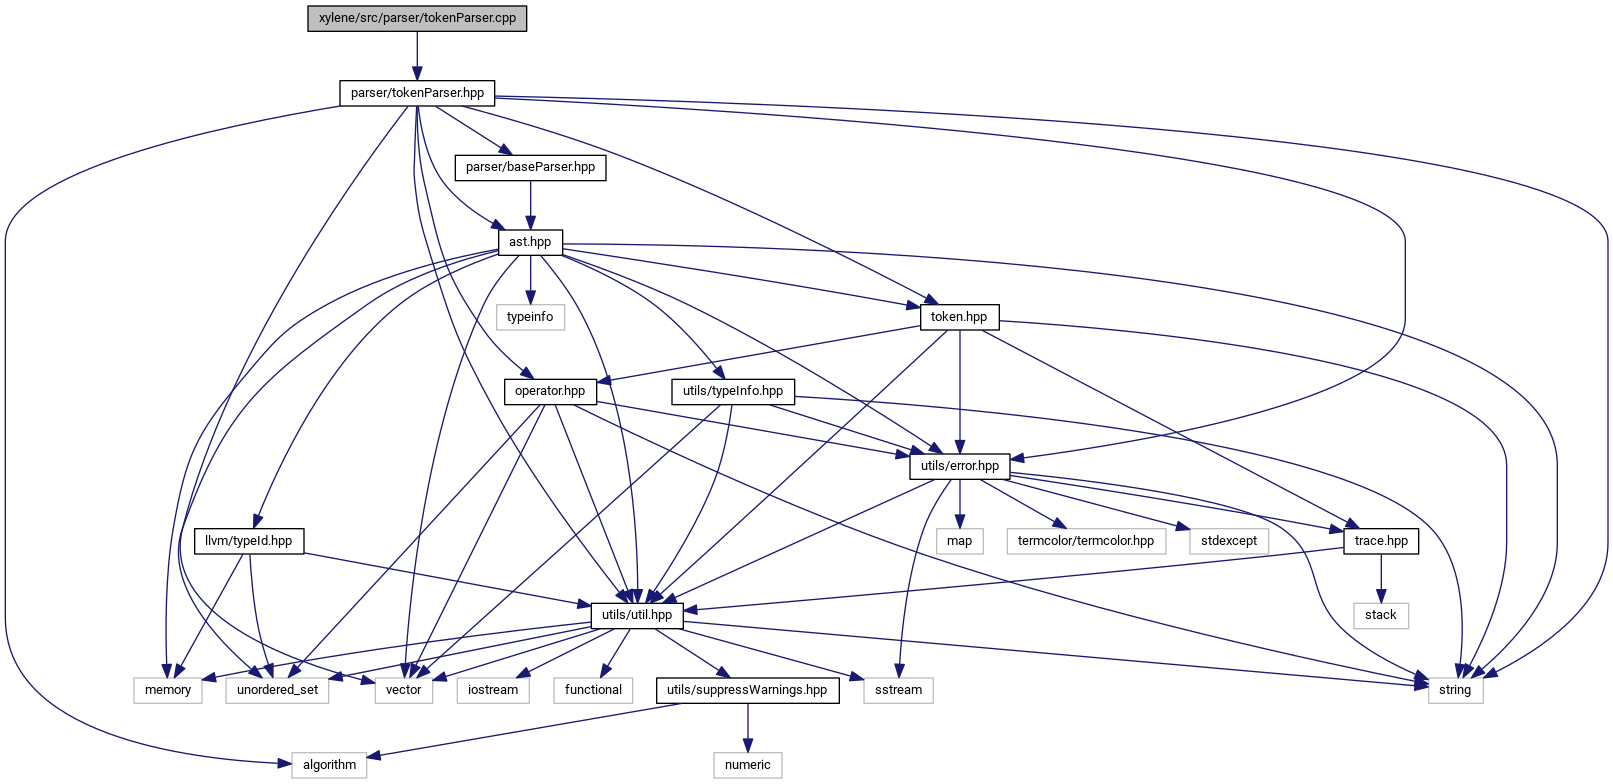 xylene/src/parser/tokenParser.cpp
parser/tokenParser.hpp
parser/baseParser.hpp
ast.hpp
typeinfo
token.hpp
operator.hpp
utils/typeInfo.hpp
utils/error.hpp
llvm/typeId.hpp
map
termcolor/termcolor.hpp
stdexcept
trace.hpp
utils/util.hpp
stack
memory
unordered_set
vector
iostream
functional
utils/suppressWarnings.hpp
sstream
string
algorithm
numeric